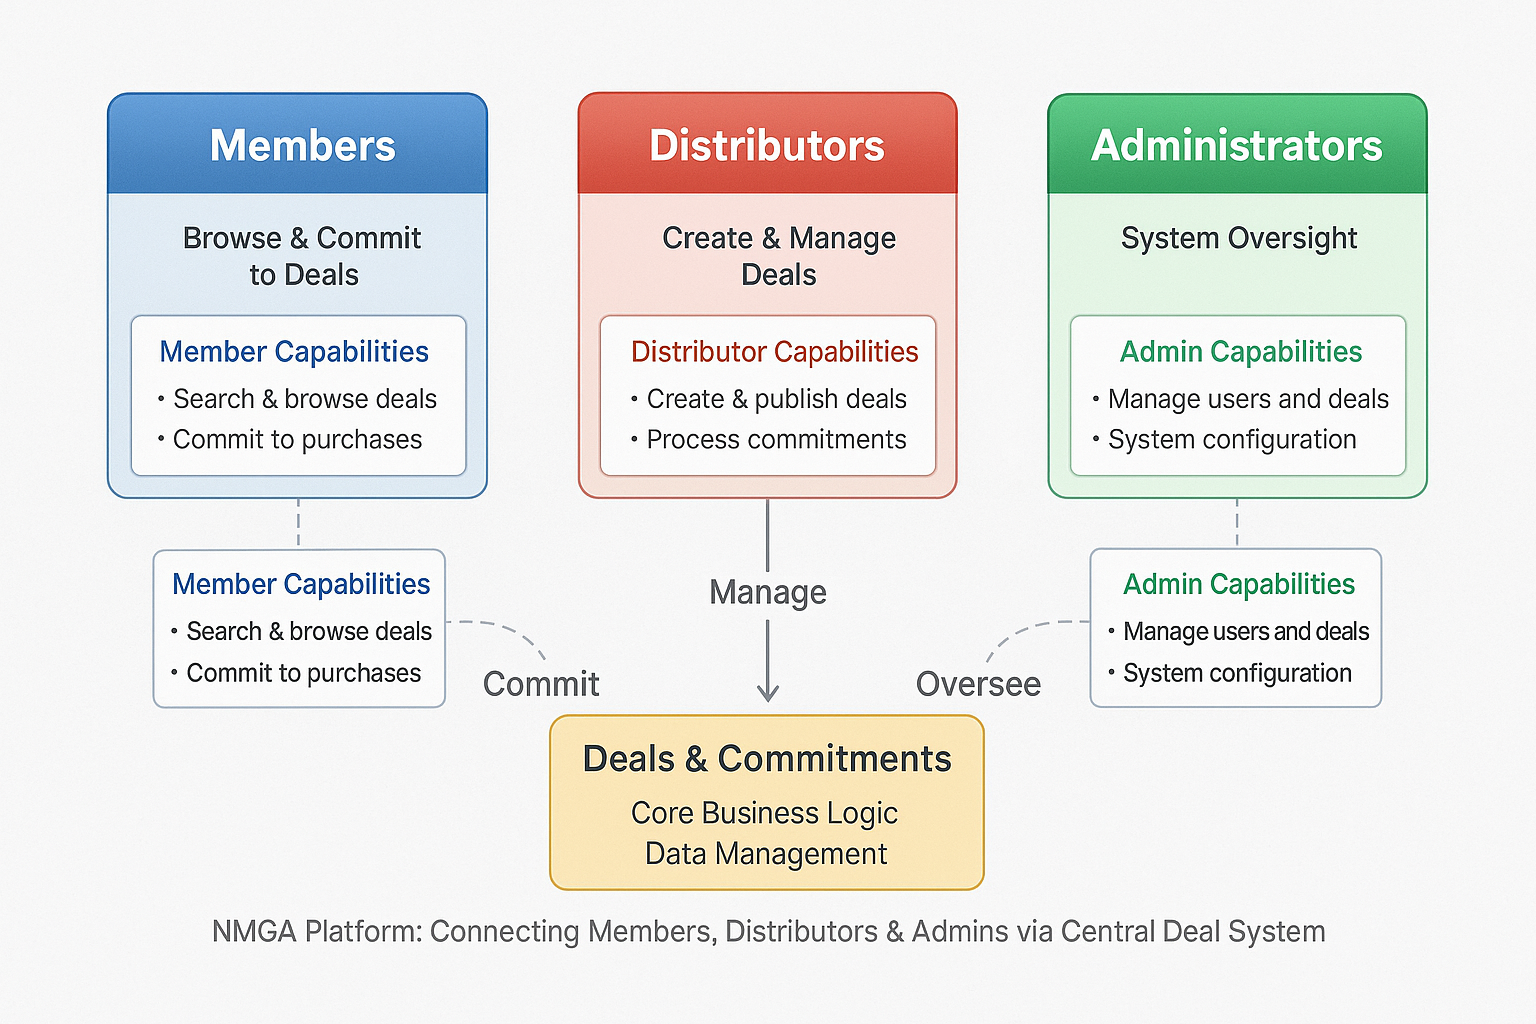 Members
Browse & Commit
to Deals
Member Capabilities
• Search & browse deals
• Commit to purchases
Distributors
Create & Manage
Deals
Distributor Capabilities
• Create & publish deals
• Process commitments
Administrators
System Oversight
Admin Capabilities
• Manage users and deals
• System configuration
Member Capabilities
• Search & browse deals
• Commit to purchases
Commit
Manage
Oversee
Admin Capabilities
• Manage users and deals
• System configuration
Deals & Commitments
Core Business Logic
Data Management
NMGA Platform: Connecting Members, Distributors & Admins via Central Deal System